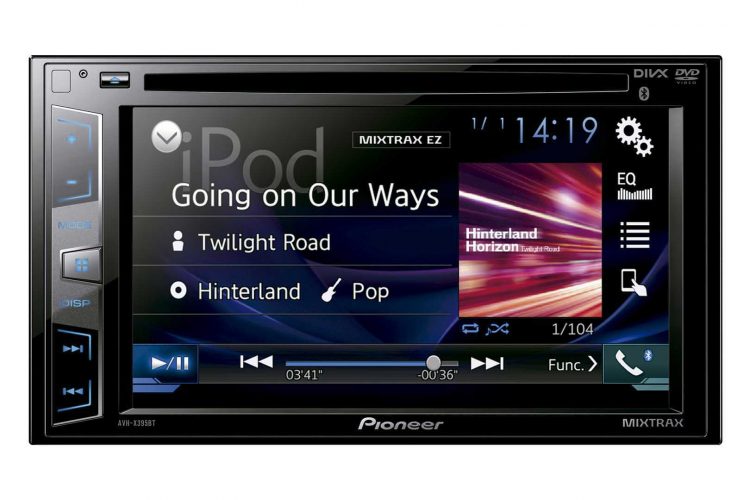 DIVX DVD
VIDEO
iPod
MIXTRAX EZ
1/ 1 14:19
Going on Our Ways
EQ
Twilight Road
Hinterland
Horizon Twilight Road
Hinterland Pop
1/104
MODE
DISP
03'41" -00'36"
Func.
AVH-X395BT
Pioneer
MIXTRAX